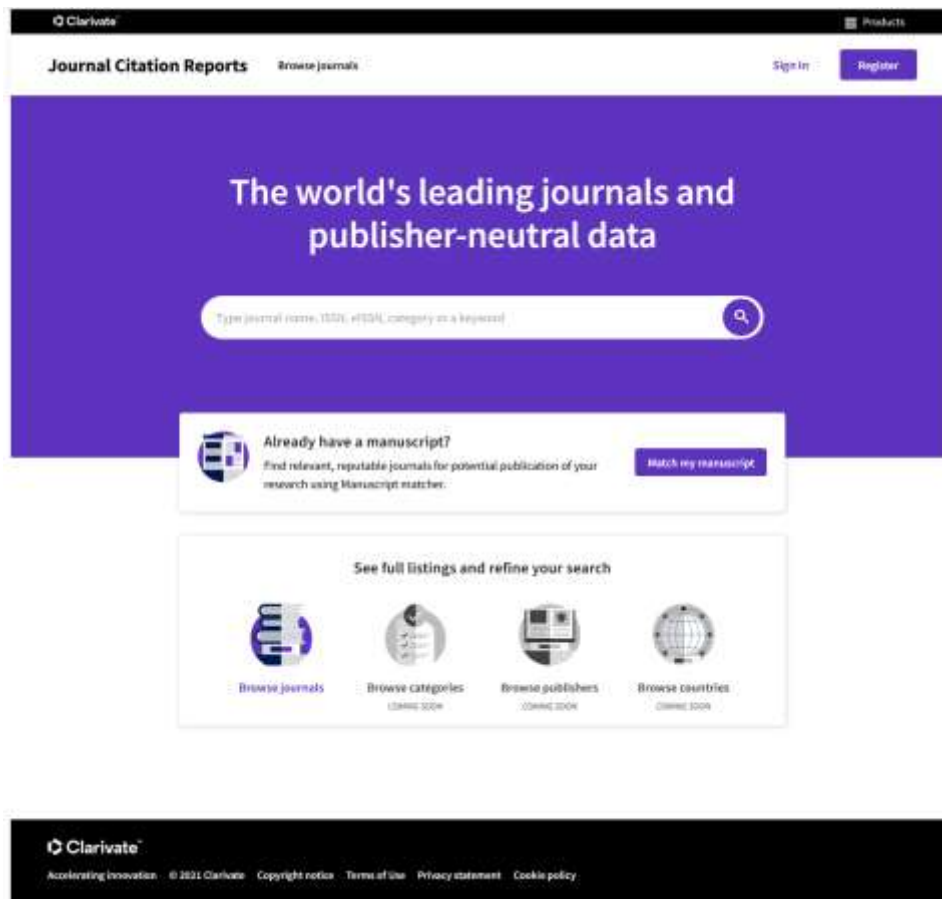 Clarivate™
Products
Journal Citation Reports
Browse journals
Sign In
Register
The world's leading journals and
publisher-neutral data
Type journal name, ISSN, eISSN, category or a keyword
Already have a manuscript?
Find relevant, reputable journals for potential publication of your
research using Manuscript matcher.
Match my manuscript
See full listings and refine your search
Browse journals
Browse categories
Browse publishers
Browse countries
COMING SOON
COMING SOON
COMING SOON
Clarivate™
Accelerating innovation © 2021 Clarivate Copyright notice Terms of Use Privacy statement Cookie policy